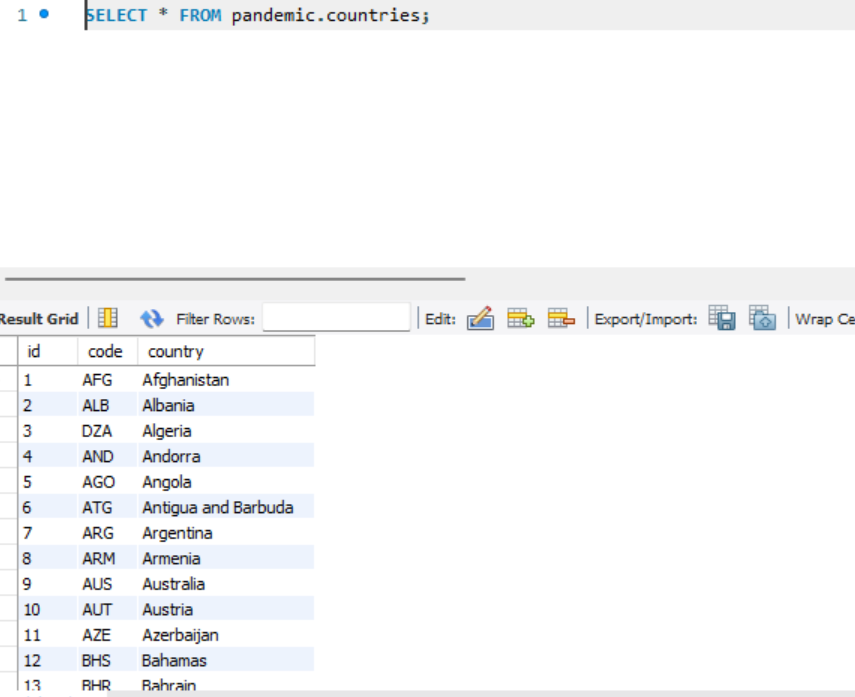 1 SELECT * FROM pandemic.countries;
Result Grid Filter Rows: Edit: Export/Import: Wrap Ce
id code country
1 AFG Afghanistan
2 ALB Albania
3 DZA Algeria
4 AND Andorra
5 AGO Angola
6 ATG Antigua and Barbuda
7 ARG Argentina
8 ARM Armenia
9 AUS Australia
10 AUT Austria
11 AZE Azerbaijan
12 BHS Bahamas
13 BHR Bahrain